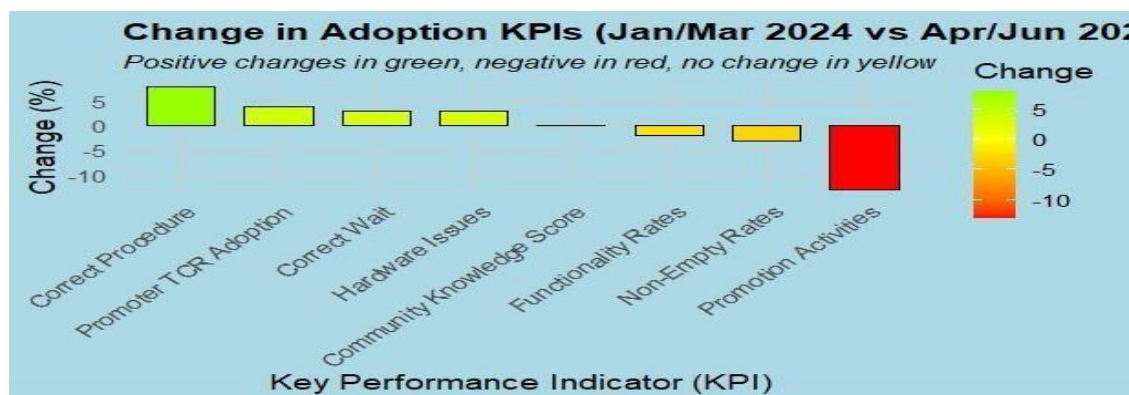 Change in Adoption KPIs (Jan/Mar 2024 vs Apr/Jun 202
Positive changes in green, negative in red, no change in yellow
Change
Change (%)
5
0
-5
-10
5
0
-5
-10
Correct Procedure
Promoter TCR Adoption
Correct Wait
Hardware Issues
Community Knowledge Score
Functionality Rates
Non-Empty Rates
Promotion Activities
Key Performance Indicator (KPI)